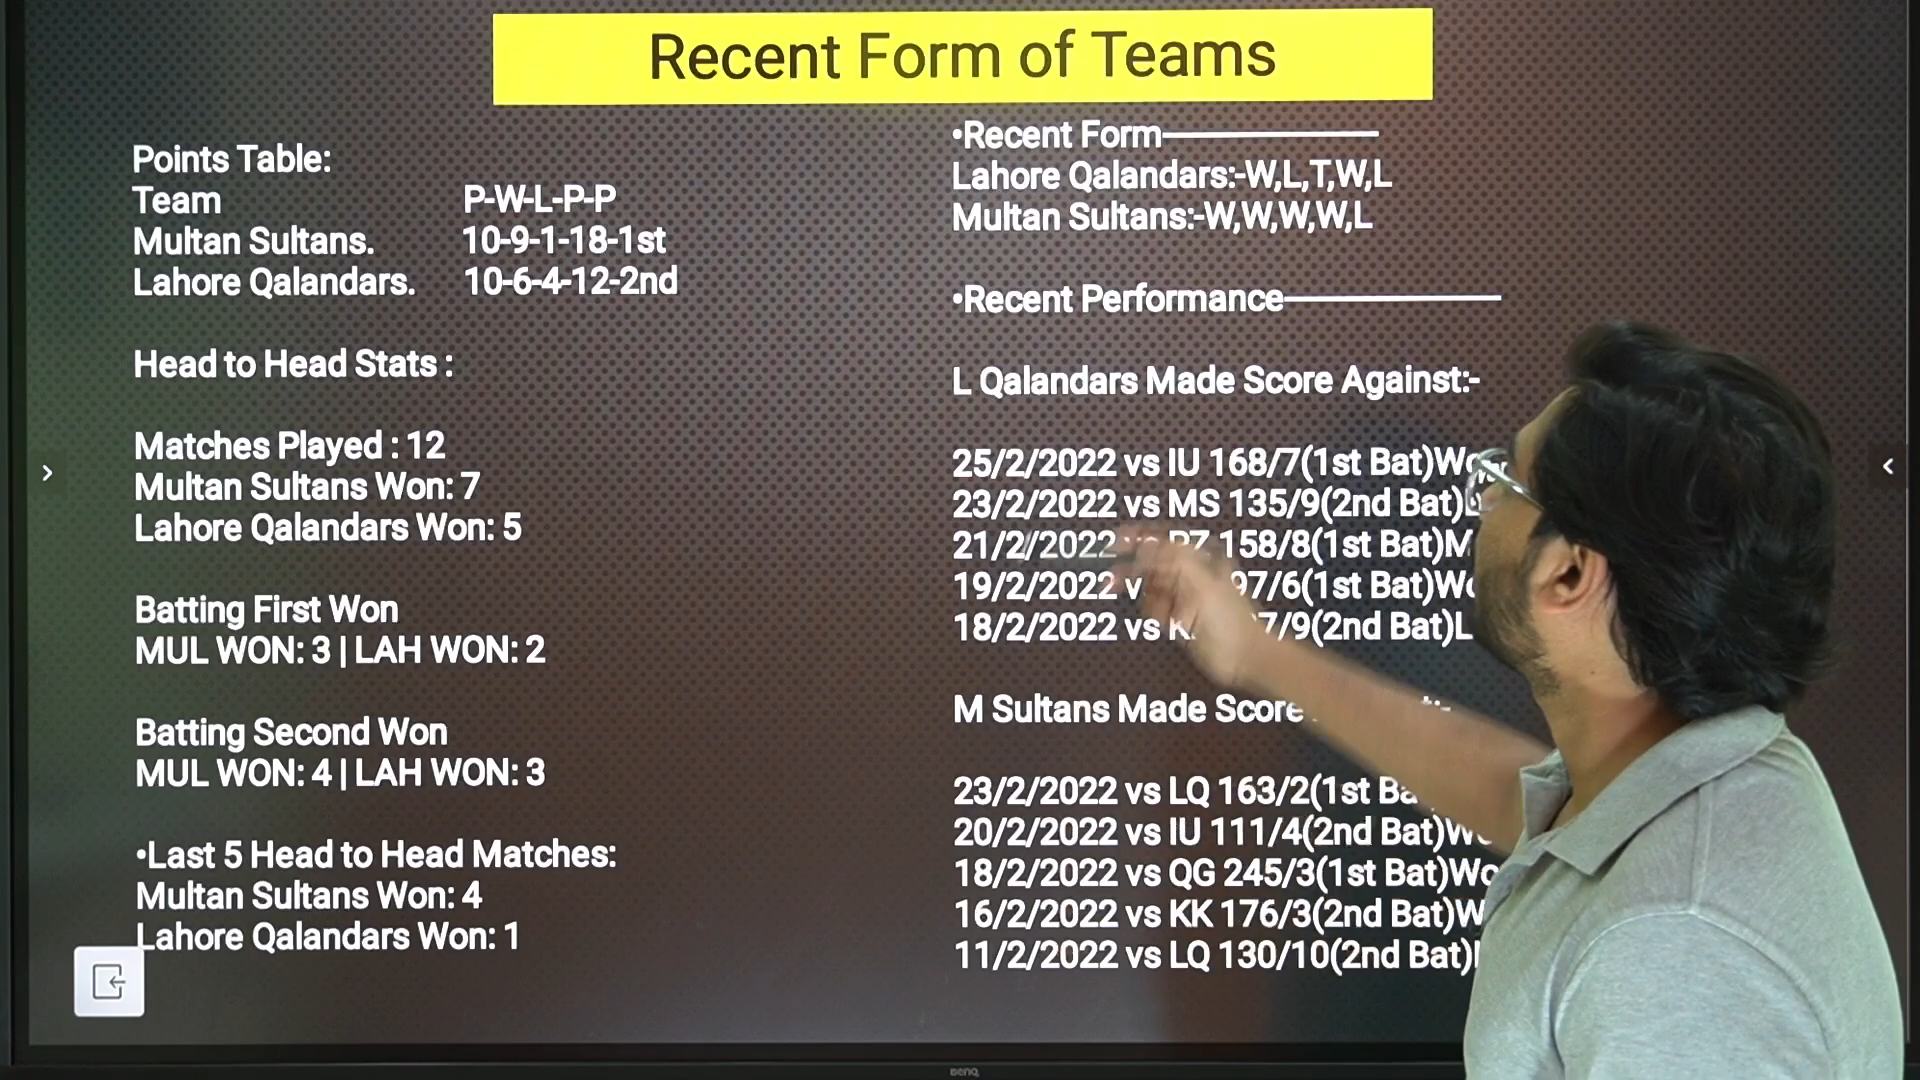 Recent Form of Teams
Points Table:
Team P-W-L-P-P
Multan Sultans. 10-9-1-18-1st
Lahore Qalandars. 10-6-4-12-2nd
Head to Head Stats :
Matches Played : 12
Multan Sultans Won: 7
Lahore Qalandars Won: 5
Batting First Won
MUL WON: 3 | LAH WON: 2
Batting Second Won
MUL WON: 4 | LAH WON: 3
•Last 5 Head to Head Matches:
Multan Sultans Won: 4
Lahore Qalandars Won: 1
•Recent Form
Lahore Qalandars:-W,L,T,W,L
Multan Sultans:-W,W,W,W,L
•Recent Performance
L Qalandars Made Score Against:-
25/2/2022 vs IU 168/7(1st Bat)
23/2/2022 vs MS 135/9(2nd Bat)
21/2/2022 158/8(1st Bat)
19/2/2022 (1st Bat)
18/2/2022 vs (2nd Bat)
M Sultans Made Score
23/2/2022 vs LQ 163/2(1st
20/2/2022 vs IU 111/4(2nd Bat)
18/2/2022 vs QG 245/3(1st Bat)
16/2/2022 vs KK 176/3(2nd Bat)
11/2/2022 vs LQ 130/10(2nd Bat)
BenQ